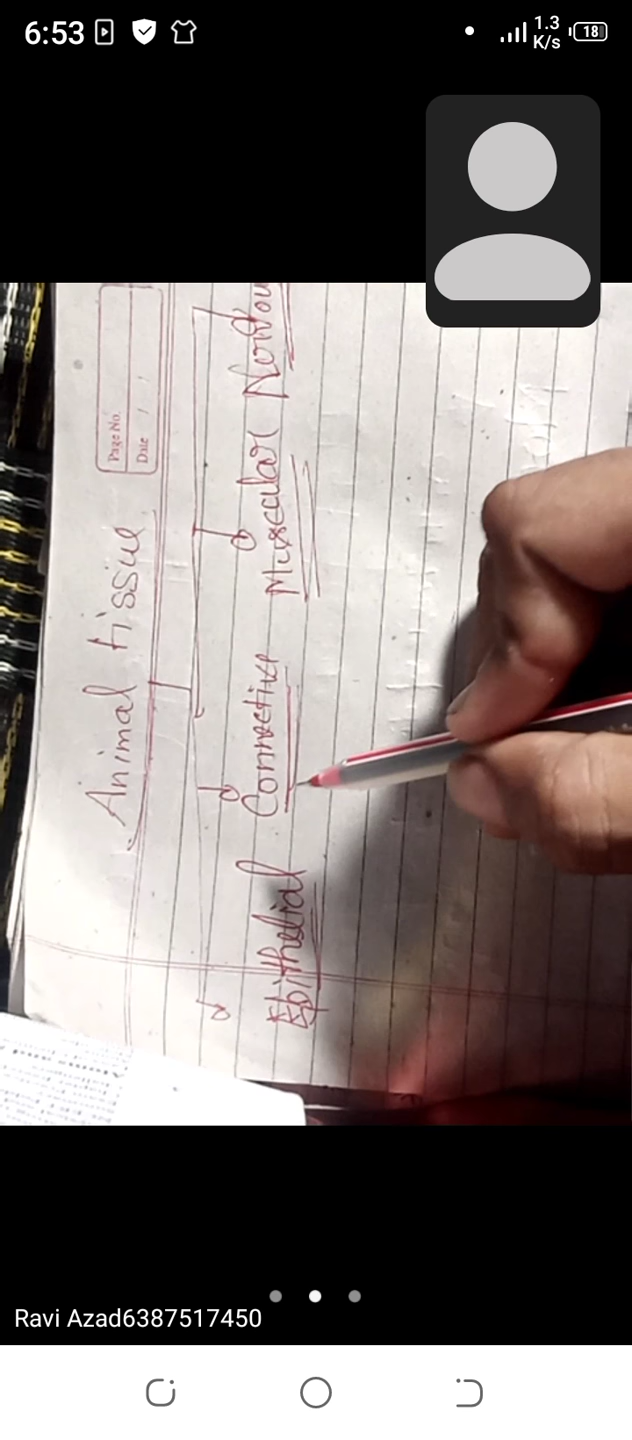 6:53
1.3
K/s
18
Page No.
Date / /
Animal tissue
Epithelial Connective Muscular
Ravi Azad6387517450